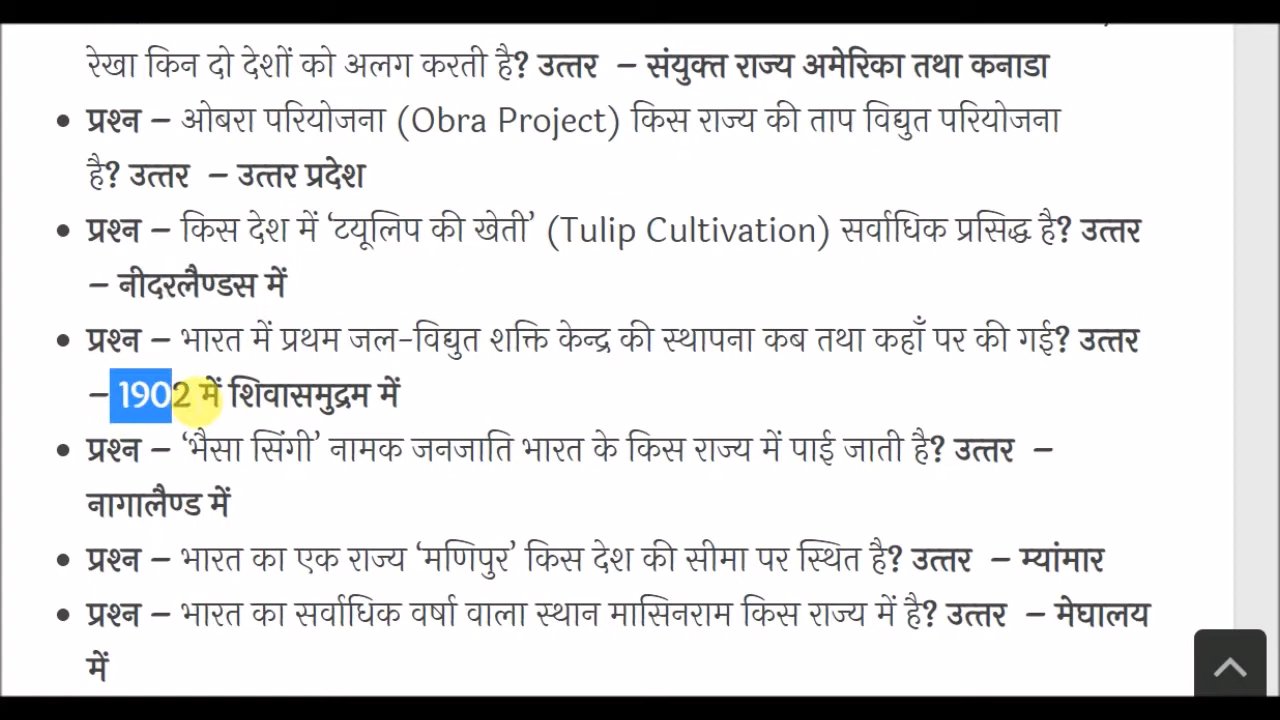 रेखा किन दो देशों को अलग करती है? उत्तर – संयुक्त राज्य अमेरिका तथा कनाडा
• प्रश्न – ओबरा परियोजना (Obra Project) किस राज्य की ताप विद्युत परियोजना
है? उत्तर – उत्तर प्रदेश
• प्रश्न – किस देश में ‘टयूलिप की खेती’ (Tulip Cultivation) सर्वाधिक प्रसिद्ध है? उत्तर
– नीदरलैण्डस में
• प्रश्न – भारत में प्रथम जल-विद्युत शक्ति केन्द्र की स्थापना कब तथा कहाँ पर की गई? उत्तर
– 1902 में शिवासमुद्रम में
• प्रश्न – ‘भैसा सिंगी’ नामक जनजाति भारत के किस राज्य में पाई जाती है? उत्तर –
नागालैण्ड में
• प्रश्न – भारत का एक राज्य ‘मणिपुर’ किस देश की सीमा पर स्थित है? उत्तर – म्यांमार
• प्रश्न – भारत का सर्वाधिक वर्षा वाला स्थान मासिनराम किस राज्य में है? उत्तर – मेघालय
में